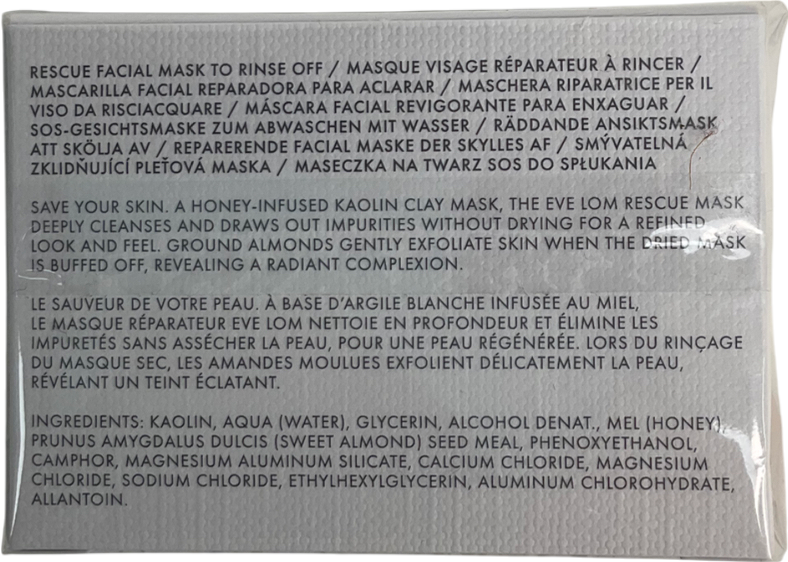 RESCUE FACIAL MASK TO RINSE OFF / MASQUE VISAGE RÉPARATEUR À RINCER /
MASCARILLA FACIAL REPARADORA PARA ACLARAR / MASCHERA RIPARATRICE PER IL
VISO DA RISCIACQUARE / MÁSCARA FACIAL REVIGORANTE PARA ENXAGUAR /
SOS-GESICHTSMASKE ZUM ABWASCHEN MIT WASSER / RÄDDANDE ANSIKTSMASK
ATT SKÖLJA AV / REPARERENDE FACIAL MASKE DER SKYLLES AF / SMÝVATELNÁ
ZKLIDŇUJÍCÍ PLEŤOVÁ MASKA / MASECZKA NA TWARZ SOS DO SPŁUKANIA
SAVE YOUR SKIN. A HONEY-INFUSED KAOLIN CLAY MASK, THE EVE LOM RESCUE MASK
DEEPLY CLEANSES AND DRAWS OUT IMPURITIES WITHOUT DRYING FOR A REFINED
LOOK AND FEEL. GROUND ALMONDS GENTLY EXFOLIATE SKIN WHEN THE DRIED MASK
IS BUFFED OFF, REVEALING A RADIANT COMPLEXION.
LE SAUVEUR DE VOTRE PEAU. À BASE D'ARGILE BLANCHE INFUSÉE AU MIEL,
LE MASQUE RÉPARATEUR EVE LOM NETTOIE EN PROFONDEUR ET ÉLIMINE LES
IMPURETÉS SANS ASSÉCHER LA PEAU, POUR UNE PEAU RÉGÉNÉRÉE. LORS DU RINÇAGE
DU MASQUE SEC, LES AMANDES MOULUES EXFOLIENT DÉLICATEMENT LA PEAU,
RÉVÉLANT UN TEINT ÉCLATANT.
INGREDIENTS: KAOLIN, AQUA (WATER), GLYCERIN, ALCOHOL DENAT., MEL (HONEY),
PRUNUS AMYGDALUS DULCIS (SWEET ALMOND) SEED MEAL, PHENOXYETHANOL,
CAMPHOR, MAGNESIUM ALUMINUM SILICATE, CALCIUM CHLORIDE, MAGNESIUM
CHLORIDE, SODIUM CHLORIDE, ETHYLHEXYLGLYCERIN, ALUMINUM CHLOROHYDRATE,
ALLANTOIN.